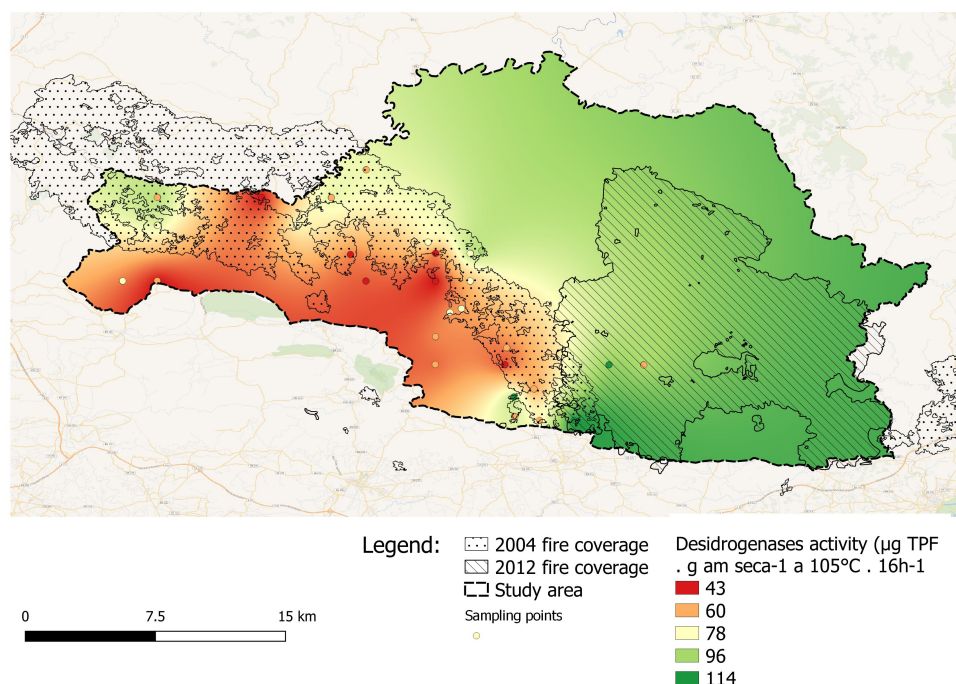 Legend:
2004 fire coverage
2012 fire coverage
Study area
Sampling points
Desidrogenases activity (µg TPF
. g am seca-1 a 105°C . 16h-1
43
60
78
96
114
0 7.5 15 km